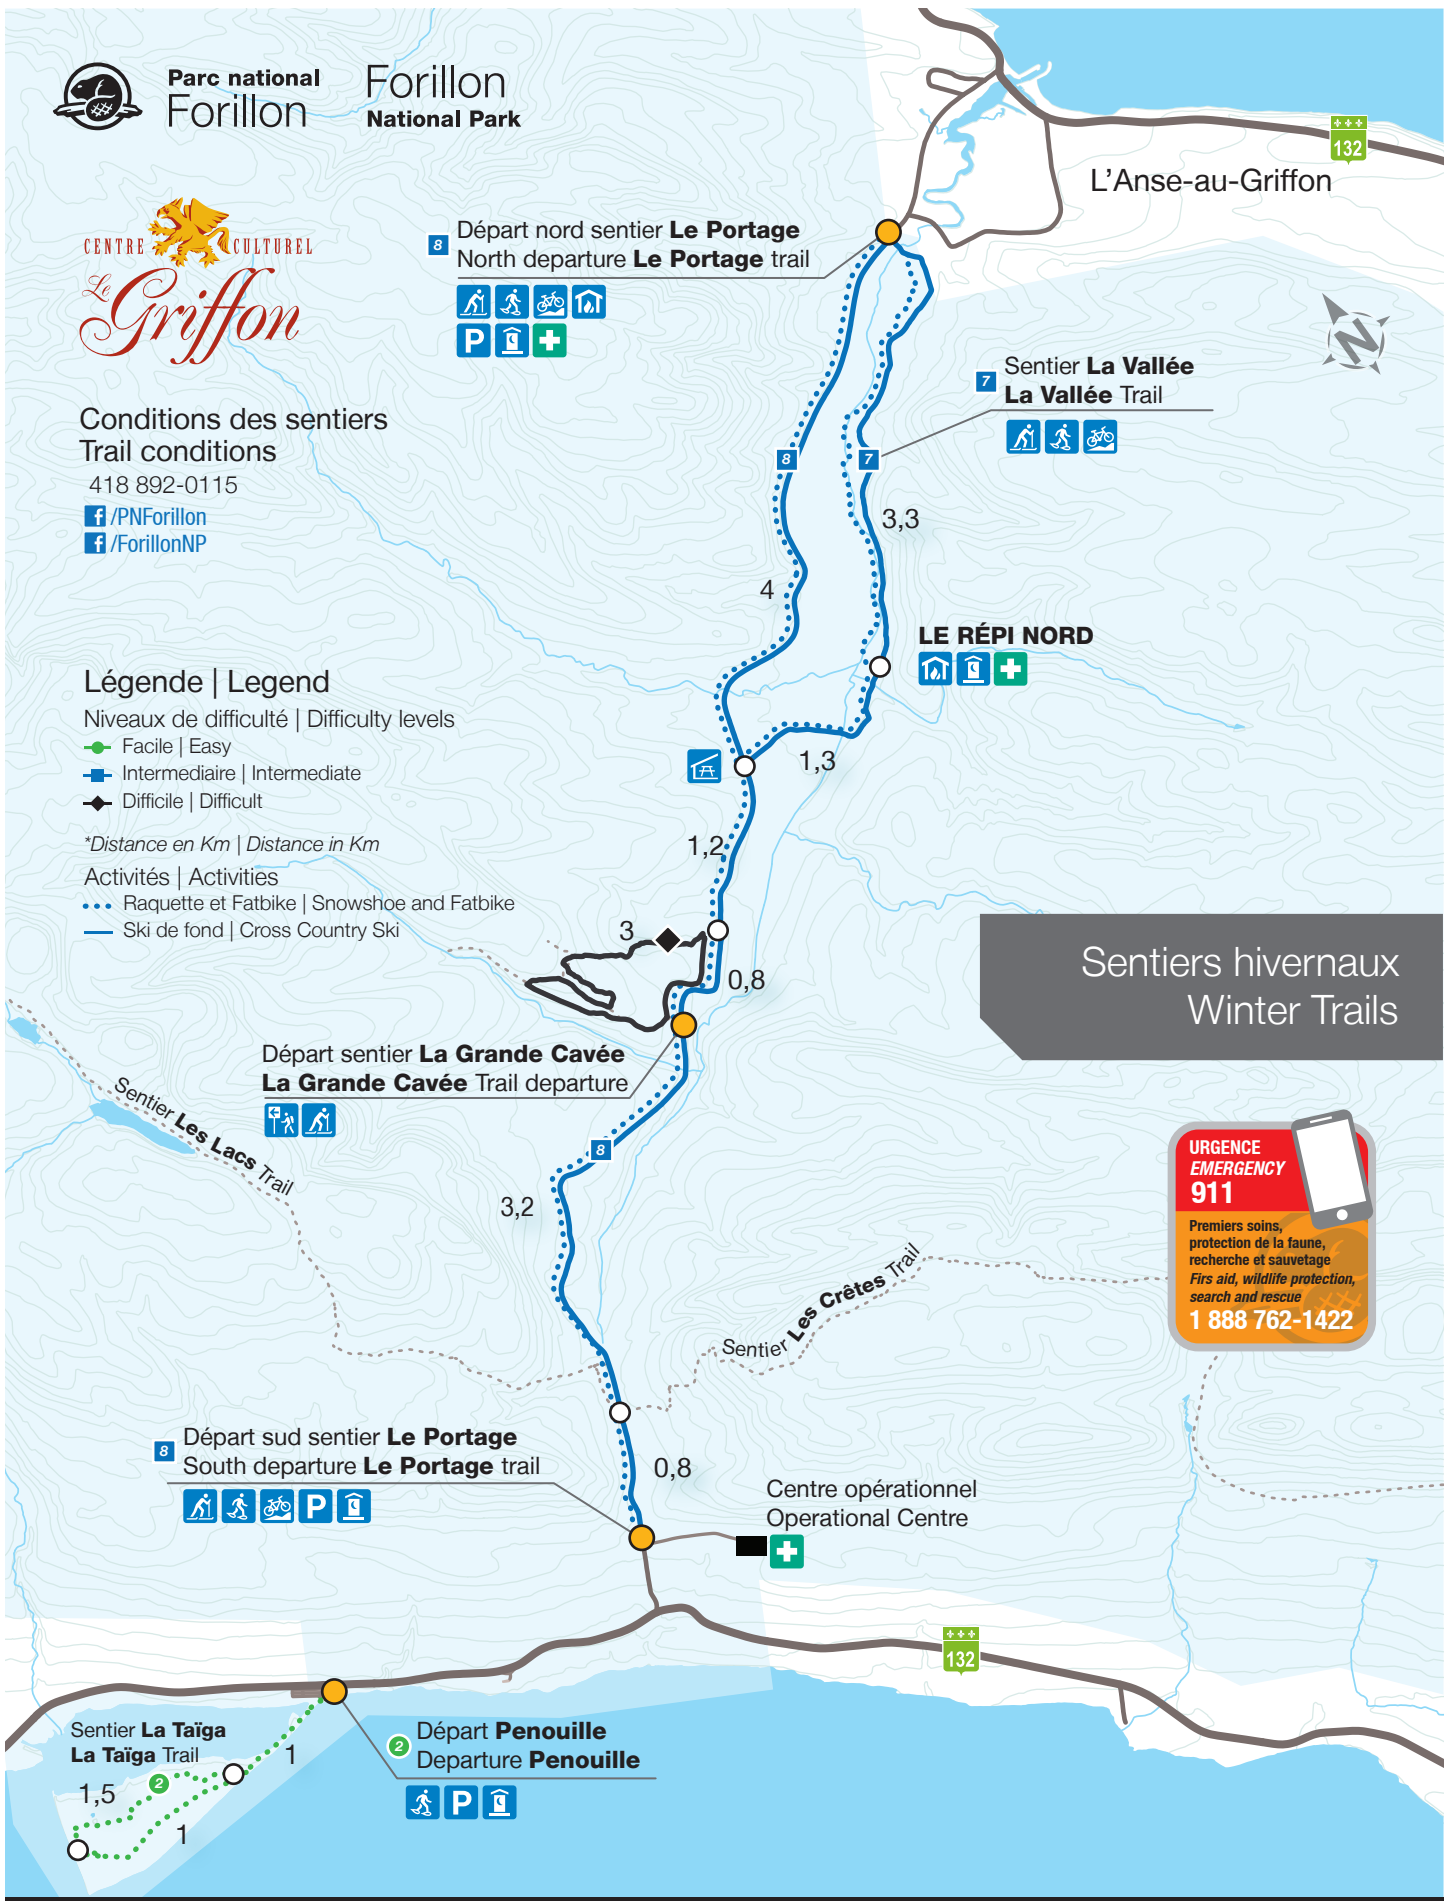 Parc national
Forillon
Forillon
National Park
CENTRE CULTUREL
Le
Griffon
Conditions des sentiers
Trail conditions
418 892-0115
f /PNForillon
f /ForillonNP
Légende | Legend
Niveaux de difficulté | Difficulty levels
Facile | Easy
Intermediaire | Intermediate
Difficile | Difficult
*Distance en Km | Distance in Km
Activités | Activities
Raquette et Fatbike | Snowshoe and Fatbike
Ski de fond | Cross Country Ski
132
L'Anse-au-Griffon
8
Départ nord sentier Le Portage
North departure Le Portage trail
P
N
7
Sentier La Vallée
La Vallée Trail
8
7
3,3
4
LE RÉPI NORD
1,3
1,2
3
0,8
Sentiers hivernaux
Winter Trails
Départ sentier La Grande Cavée
La Grande Cavée Trail departure
Sentier Les Lacs Trail
8
3,2
URGENCE
EMERGENCY
911
Premiers soins,
protection de la faune,
recherche et sauvetage
Firs aid, wildlife protection,
search and rescue
1 888 762-1422
Sentier Les Crêtes Trail
8
Départ sud sentier Le Portage
South departure Le Portage trail
P
0,8
Centre opérationnel
Operational Centre
132
Sentier La Taïga
La Taïga Trail
1
2
1,5
1
2
Départ Penouille
Departure Penouille
P